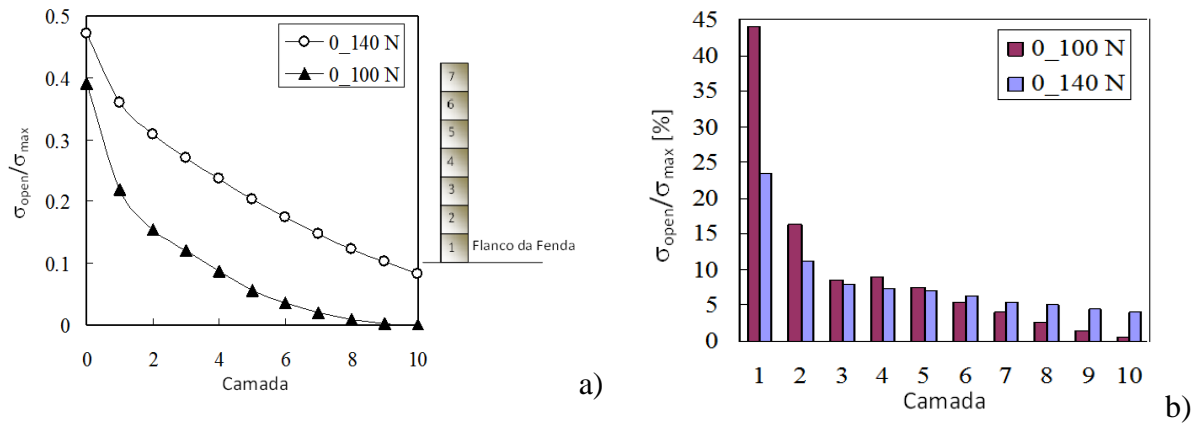 0.5
0.4
0.3
0.2
0.1
0
σopen/σmax
0 2 4 6 8 10
Camada
0_140 N
0_100 N
7
6
5
4
3
2
1
Flanco da Fenda
a)
45
40
35
30
25
20
15
10
5
0
σopen/σmax [%]
1 2 3 4 5 6 7 8 9 10
Camada
0_100 N
0_140 N
b)